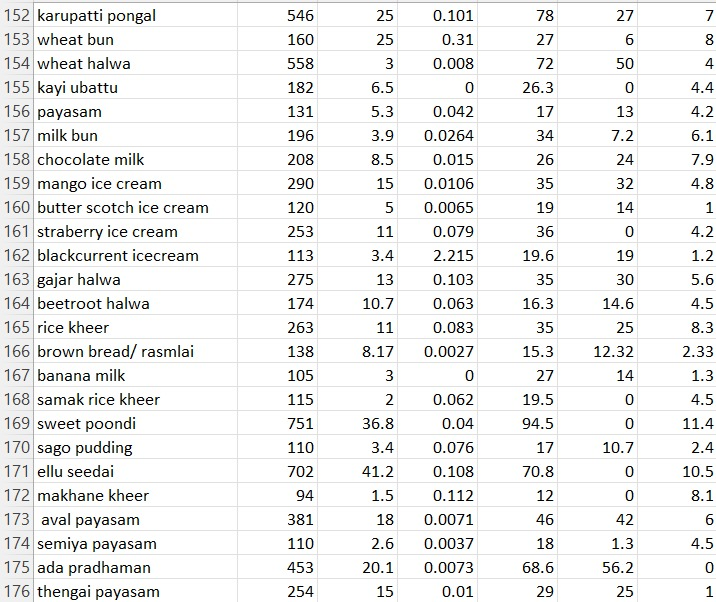 152 karupatti pongal 546 25 0.101 78 27 7
153 wheat bun 160 25 0.31 27 6 8
154 wheat halwa 558 3 0.008 72 50 4
155 kayi ubattu 182 6.5 0 26.3 0 4.4
156 payasam 131 5.3 0.042 17 13 4.2
157 milk bun 196 3.9 0.0264 34 7.2 6.1
158 chocolate milk 208 8.5 0.015 26 24 7.9
159 mango ice cream 290 15 0.0106 35 32 4.8
160 butter scotch ice cream 120 5 0.0065 19 14 1
161 straberry ice cream 253 11 0.079 36 0 4.2
162 blackcurrent icecream 113 3.4 2.215 19.6 19 1.2
163 gajar halwa 275 13 0.103 35 30 5.6
164 beetroot halwa 174 10.7 0.063 16.3 14.6 4.5
165 rice kheer 263 11 0.083 35 25 8.3
166 brown bread/ rasmlai 138 8.17 0.0027 15.3 12.32 2.33
167 banana milk 105 3 0 27 14 1.3
168 samak rice kheer 115 2 0.062 19.5 0 4.5
169 sweet poondi 751 36.8 0.04 94.5 0 11.4
170 sago pudding 110 3.4 0.076 17 10.7 2.4
171 ellu seedai 702 41.2 0.108 70.8 0 10.5
172 makhane kheer 94 1.5 0.112 12 0 8.1
173 aval payasam 381 18 0.0071 46 42 6
174 semiya payasam 110 2.6 0.0037 18 1.3 4.5
175 ada pradhaman 453 20.1 0.0073 68.6 56.2 0
176 thengai payasam 254 15 0.01 29 25 1